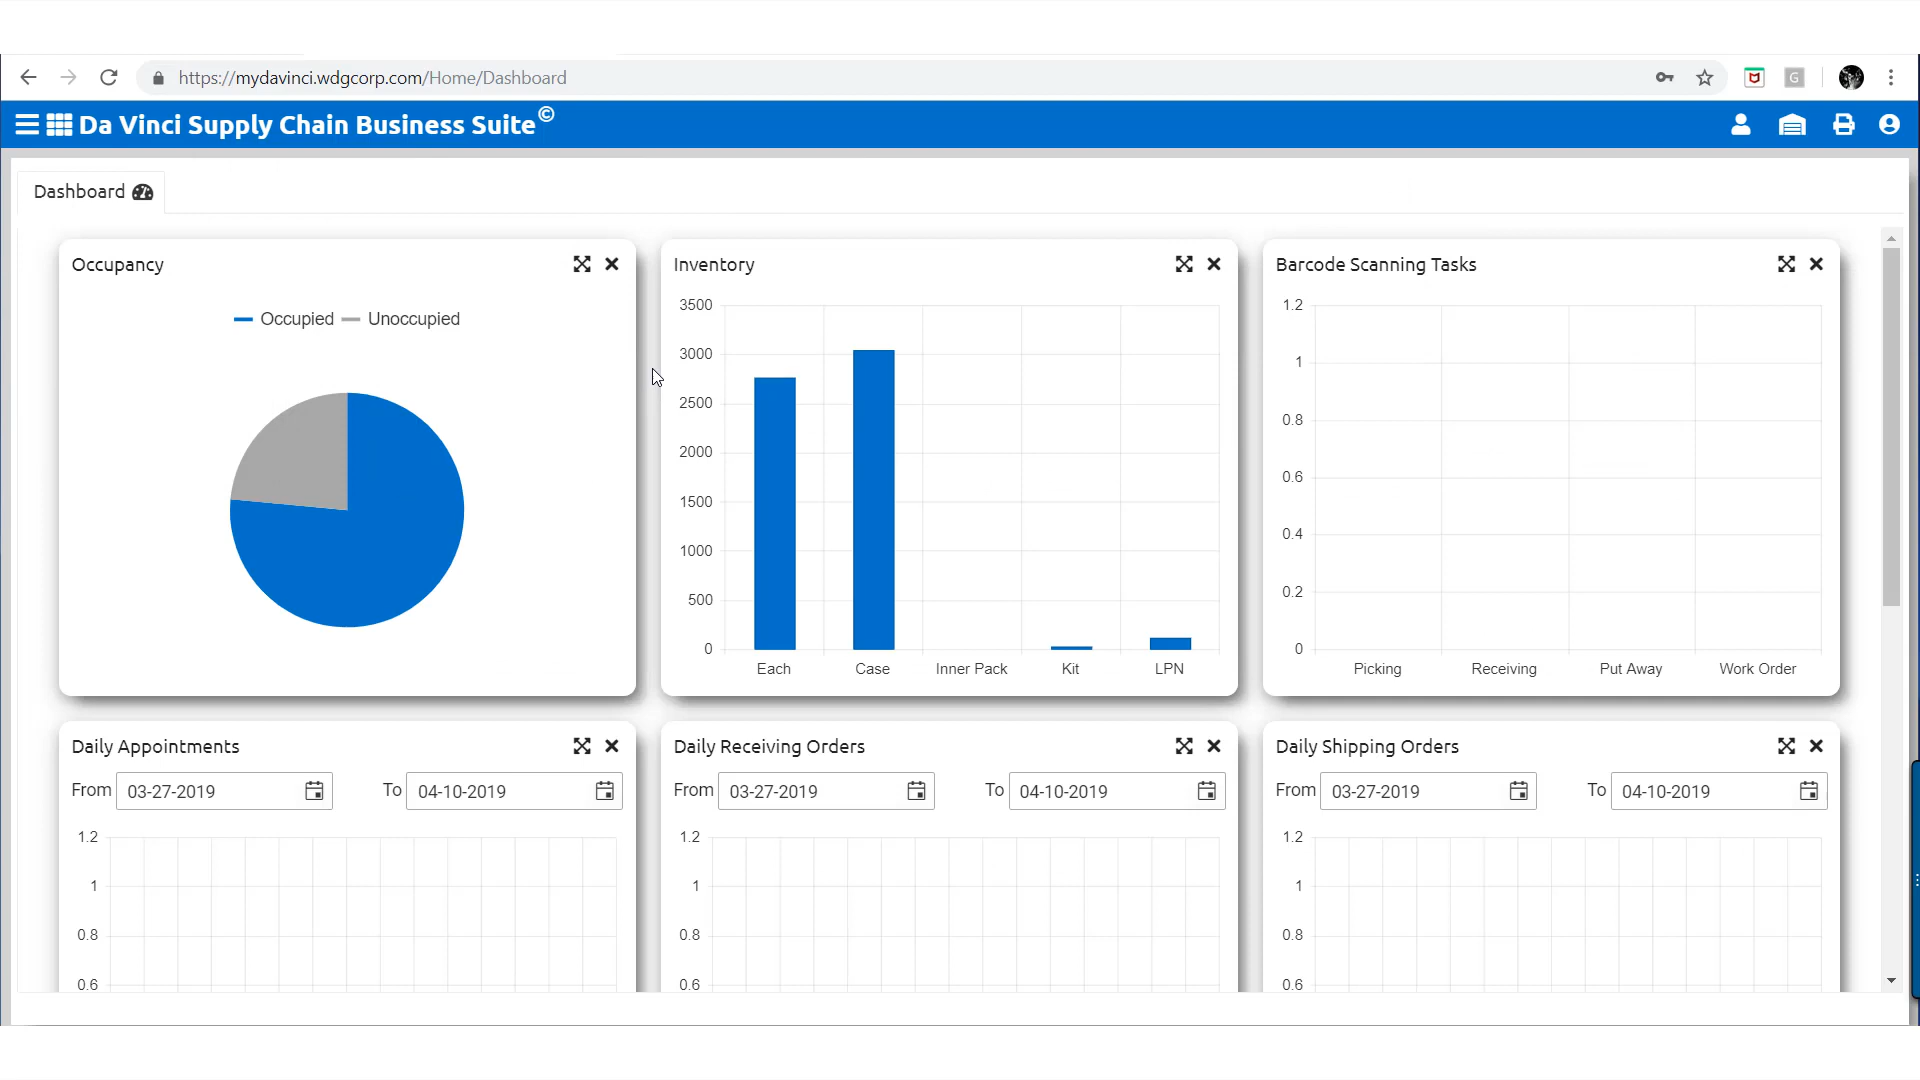 https://mydavinci.wdgcorp.com/Home/Dashboard
G
Da Vinci Supply Chain Business Suite©
Dashboard
Occupancy
Occupied Unoccupied
Inventory
3500
3000
2500
2000
1500
1000
500
0
Each Case Inner Pack Kit LPN
Barcode Scanning Tasks
1.2
1
0.8
0.6
0.4
0.2
0
Picking Receiving Put Away Work Order
Daily Appointments
From 03-27-2019 To 04-10-2019
1.2
1
0.8
0.6
Daily Receiving Orders
From 03-27-2019 To 04-10-2019
1.2
1
0.8
0.6
Daily Shipping Orders
From 03-27-2019 To 04-10-2019
1.2
1
0.8
0.6